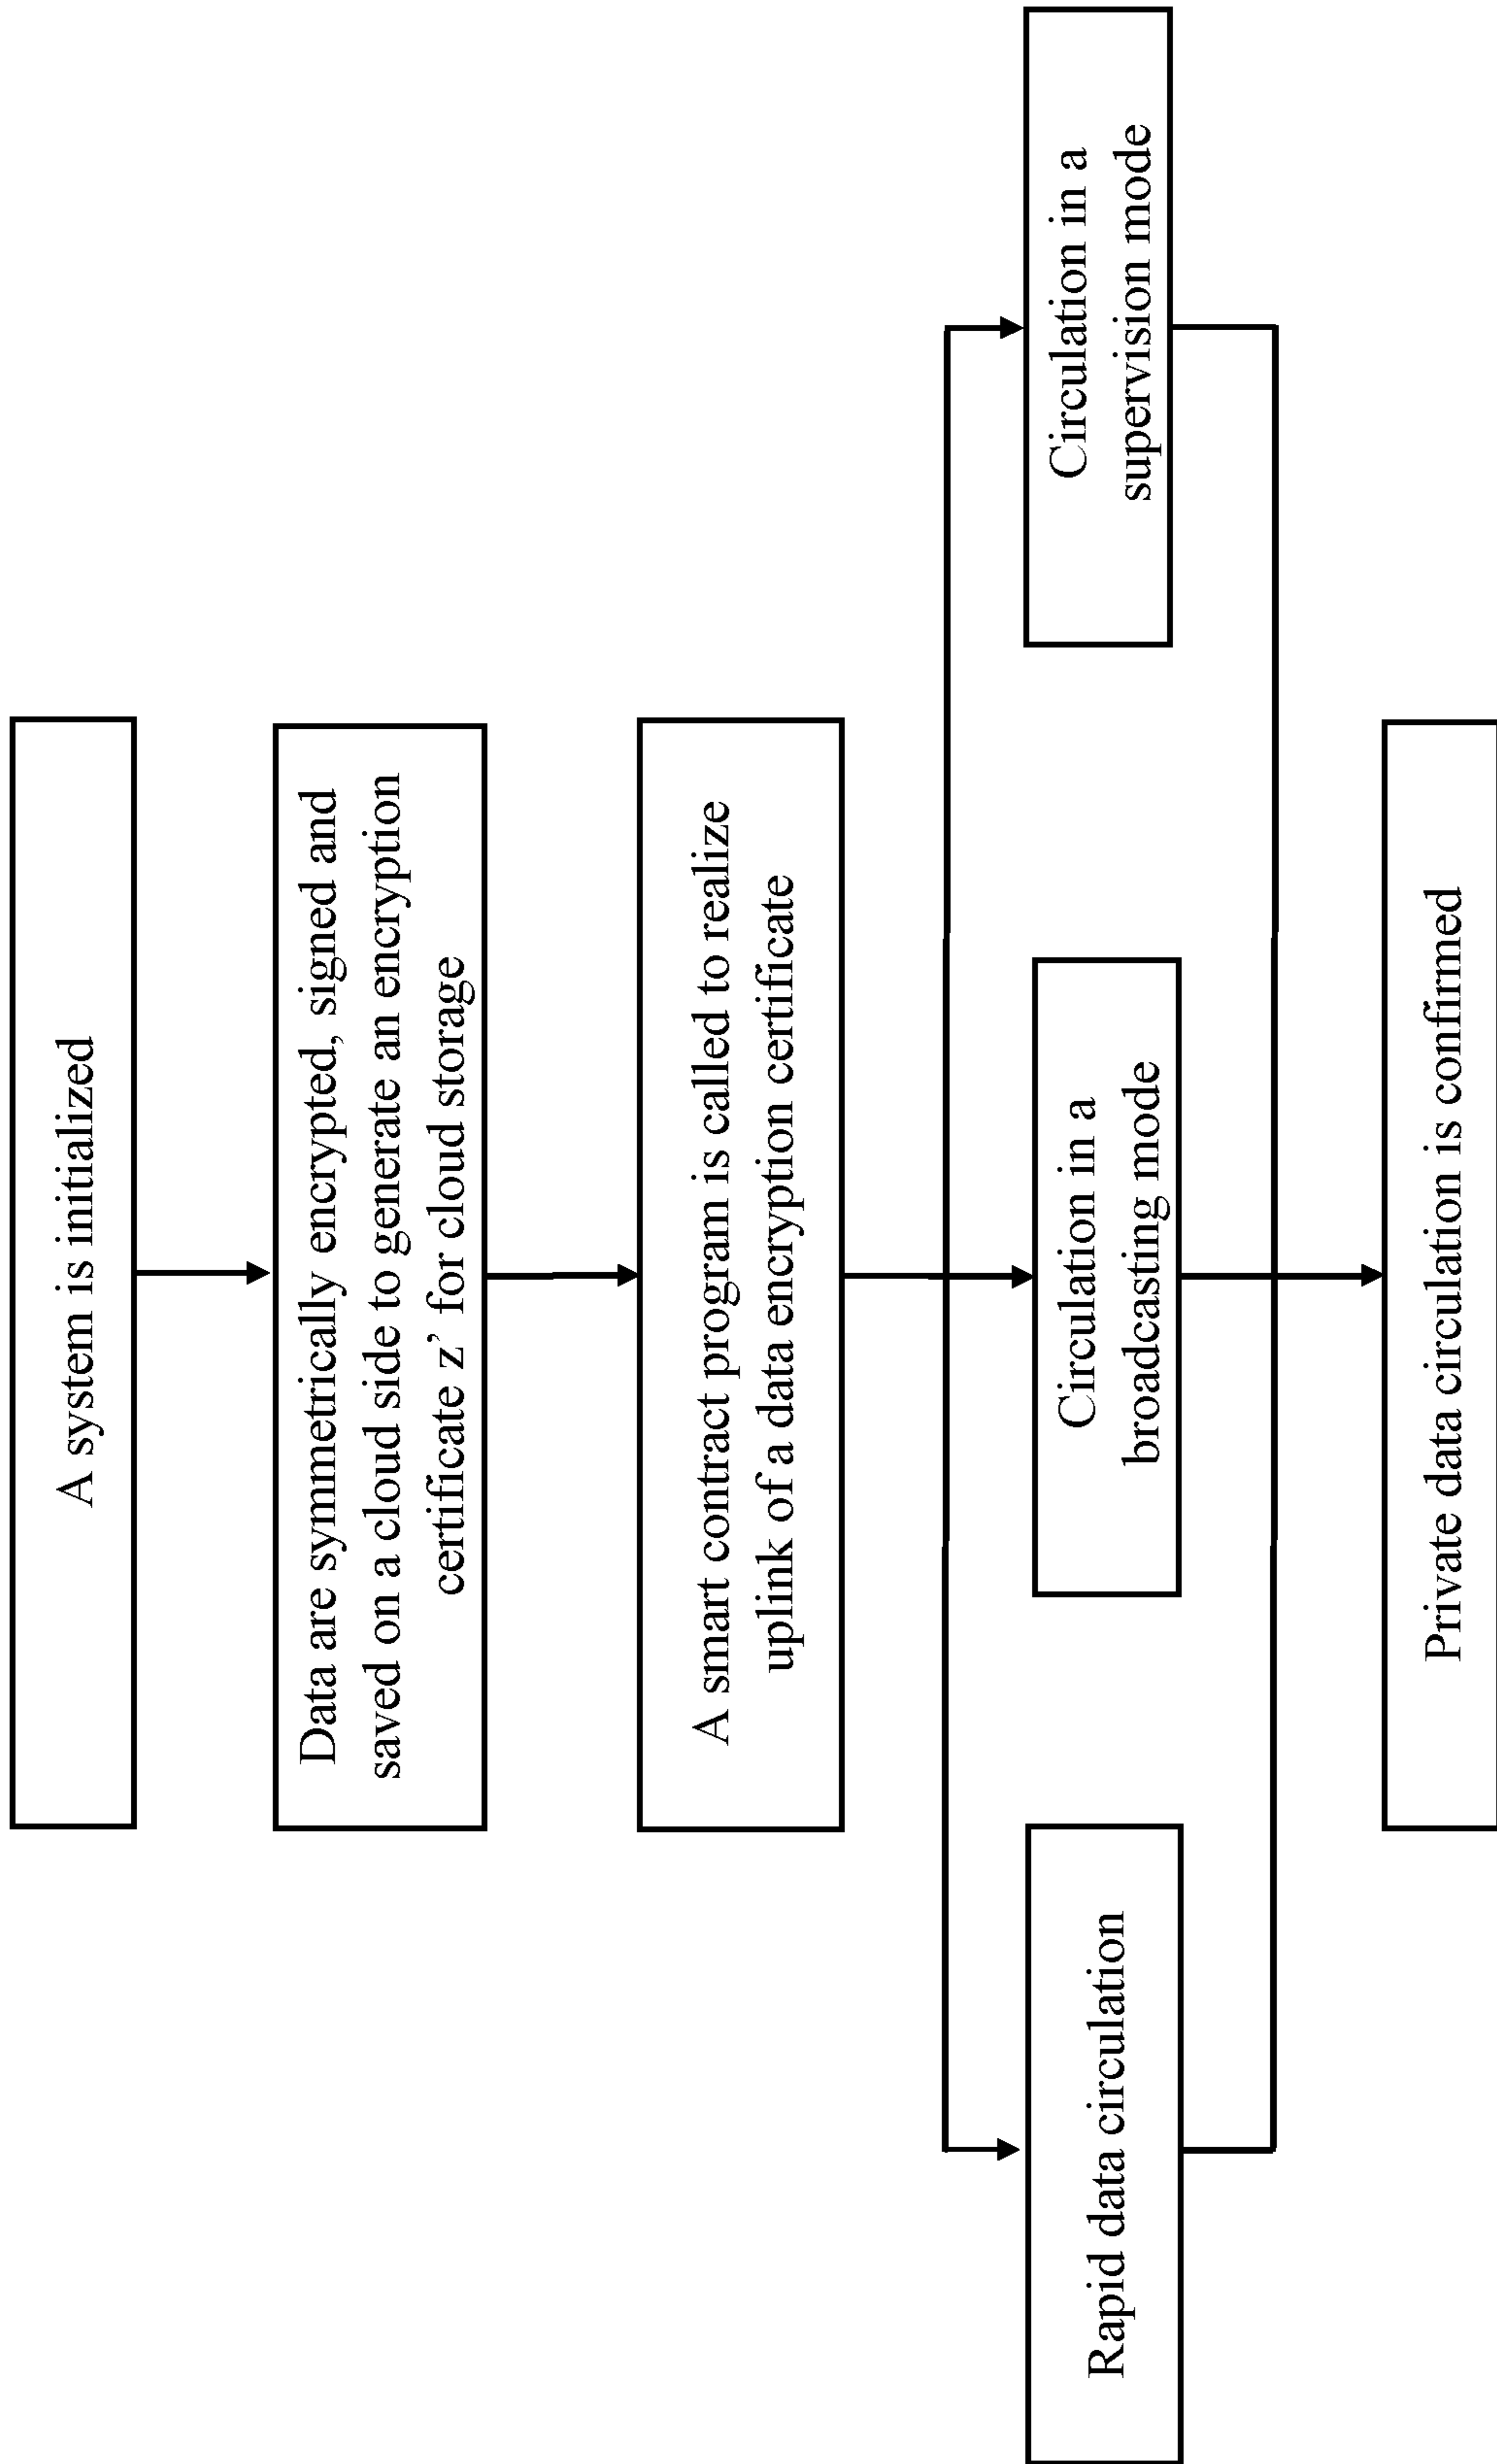 A system is initialized
Data are symmetrically encrypted, signed and
saved on a cloud side to generate an encryption
certificate z’ for cloud storage
A smart contract program is called to realize
uplink of a data encryption certificate
Rapid data circulation
Circulation in a
broadcasting mode
Circulation in a
supervision mode
Private data circulation is confirmed